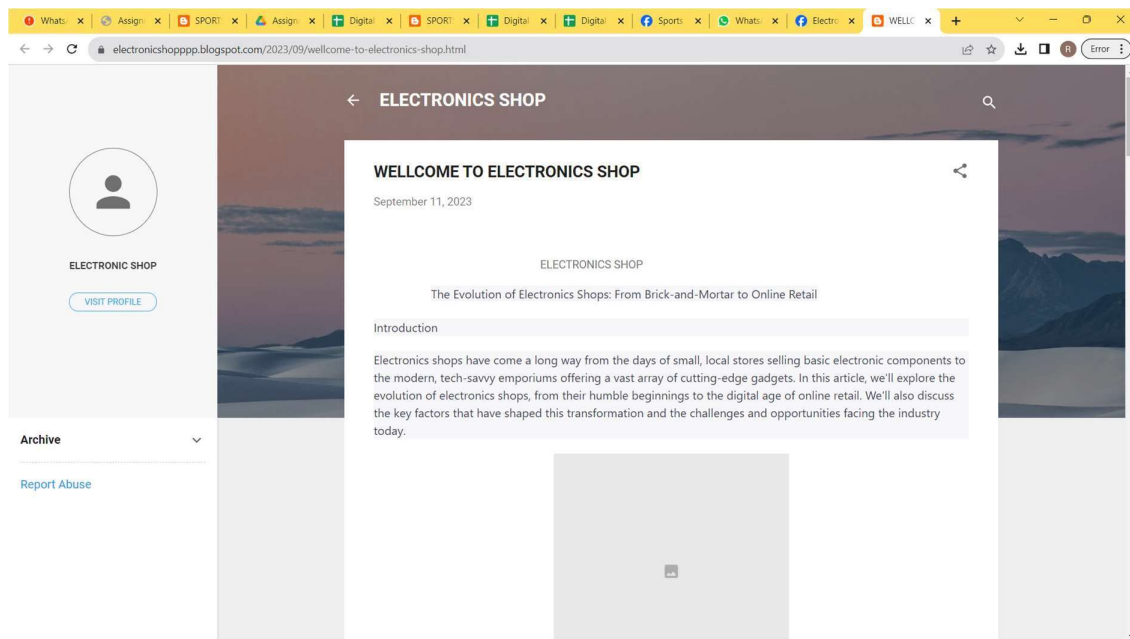 Whats
Assign
SPORT
Assign
Digital
SPORT
Digital
Digital
Sports
Whats
Electro
WELLC
electronicshopppp.blogspot.com/2023/09/wellcome-to-electronics-shop.html
R
Error
ELECTRONICS SHOP
WELLCOME TO ELECTRONICS SHOP
September 11, 2023
ELECTRONIC SHOP
VISIT PROFILE
Archive
Report Abuse
ELECTRONICS SHOP
The Evolution of Electronics Shops: From Brick-and-Mortar to Online Retail
Introduction
Electronics shops have come a long way from the days of small, local stores selling basic electronic components to
the modern, tech-savvy emporiums offering a vast array of cutting-edge gadgets. In this article, we'll explore the
evolution of electronics shops, from their humble beginnings to the digital age of online retail. We'll also discuss
the key factors that have shaped this transformation and the challenges and opportunities facing the industry
today.